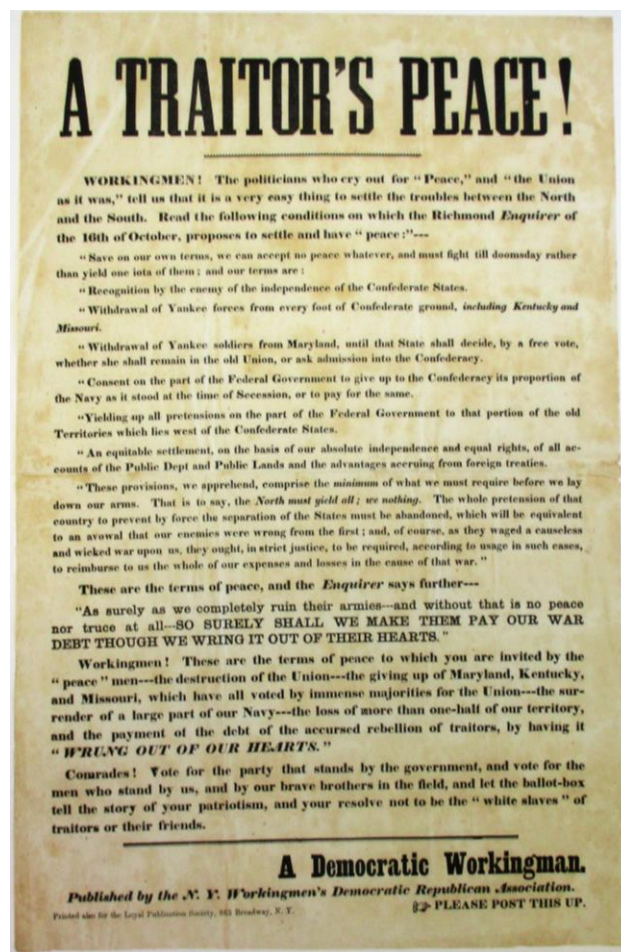 A TRAITOR'S PEACE!
WORKINGMEN! The politicians who cry out for "Peace," and "the Union
as it was," tell us that it is a very easy thing to settle the troubles between the North
and the South. Read the following conditions on which the Richmond Enquirer of
the 16th of October, proposes to settle and have "peace:"---
"Save on our own terms, we can accept no peace whatever, and must fight till doomsday rather
than yield one iota of them; and our terms are:
"Recognition by the enemy of the independence of the Confederate States.
"Withdrawal of Yankee forces from every foot of Confederate ground, including Kentucky and
Missouri.
"Withdrawal of Yankee soldiers from Maryland, until that State shall decide, by a free vote,
whether she shall remain in the old Union, or ask admission into the Confederacy.
"Consent on the part of the Federal Government to give up to the Confederacy its proportion of
the Navy as it stood at the time of Secession, or to pay for the same.
"Yielding up all pretensions on the part of the Federal Government to that portion of the old
Territories which lies west of the Confederate States.
"An equitable settlement, on the basis of our absolute independence and equal rights, of all ac-
counts of the Public Dept and Public Lands and the advantages accruing from foreign treaties.
"These provisions, we apprehend, comprise the minimum of what we must require before we lay
down our arms. That is to say, the North must yield all; we nothing. The whole pretension of that
country to prevent by force the separation of the States must be abandoned, which will be equivalent
to an avowal that our enemies were wrong from the first; and, of course, as they waged a causeless
and wicked war upon us, they ought, in strict justice, to be required, according to usage in such cases,
to reimburse to us the whole of our expenses and losses in the cause of that war."
These are the terms of peace, and the Enquirer says further---
"As surely as we completely ruin their armies---and without that is no peace
nor truce at all---SO SURELY SHALL WE MAKE THEM PAY OUR WAR
DEBT THOUGH WE WRING IT OUT OF THEIR HEARTS."
Workingmen! These are the terms of peace to which you are invited by the
"peace" men---the destruction of the Union---the giving up of Maryland, Kentucky,
and Missouri, which have all voted by immense majorities for the Union---the sur-
render of a large part of our Navy---the loss of more than one-half of our territory,
and the payment of the debt of the accursed rebellion of traitors, by having it
"WRUNG OUT OF OUR HEARTS."
Comrades! Vote for the party that stands by the government, and vote for the
men who stand by us, and by our brave brothers in the field, and let the ballot-box
tell the story of your patriotism, and your resolve not to be the "white slaves" of
traitors or their friends.
A Democratic Workingman.
Published by the N. Y. Workingmen's Democratic Republican Association.
Printed also for the Loyal Publication Society, 863 Broadway, N. Y.
PLEASE POST THIS UP.